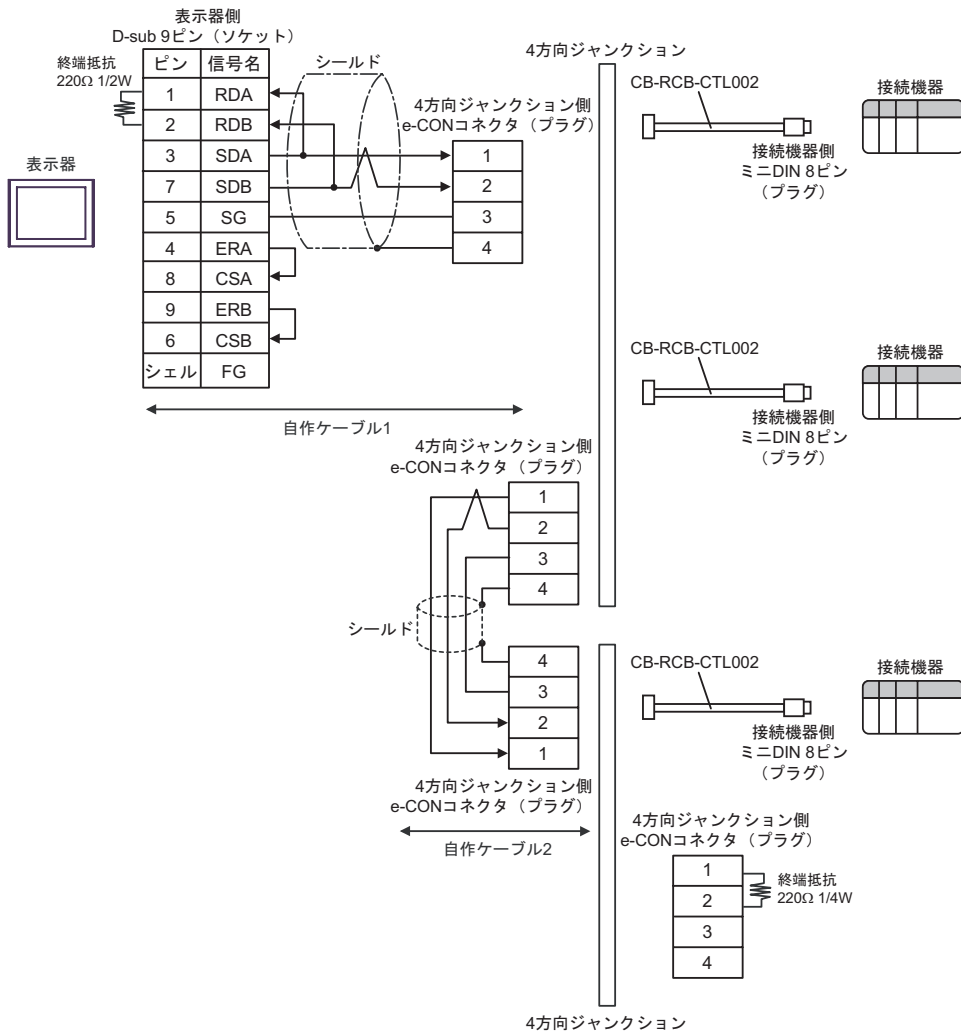 表示器側
D-sub 9ピン（ソケット）
終端抵抗
220Ω 1/2W
ピン 信号名
1 RDA
2 RDB
3 SDA
7 SDB
5 SG
4 ERA
8 CSA
9 ERB
6 CSB
シェル FG
表示器
シールド
4方向ジャンクション側
e-CONコネクタ（プラグ）
1
2
3
4
自作ケーブル1
4方向ジャンクション
CB-RCB-CTL002
接続機器側
ミニDIN 8ピン
（プラグ）
接続機器
CB-RCB-CTL002
接続機器側
ミニDIN 8ピン
（プラグ）
接続機器
4方向ジャンクション側
e-CONコネクタ（プラグ）
1
2
3
4
シールド
4
3
2
1
4方向ジャンクション側
e-CONコネクタ（プラグ）
自作ケーブル2
CB-RCB-CTL002
接続機器側
ミニDIN 8ピン
（プラグ）
接続機器
4方向ジャンクション側
e-CONコネクタ（プラグ）
1
2
3
4
終端抵抗
220Ω 1/4W
4方向ジャンクション